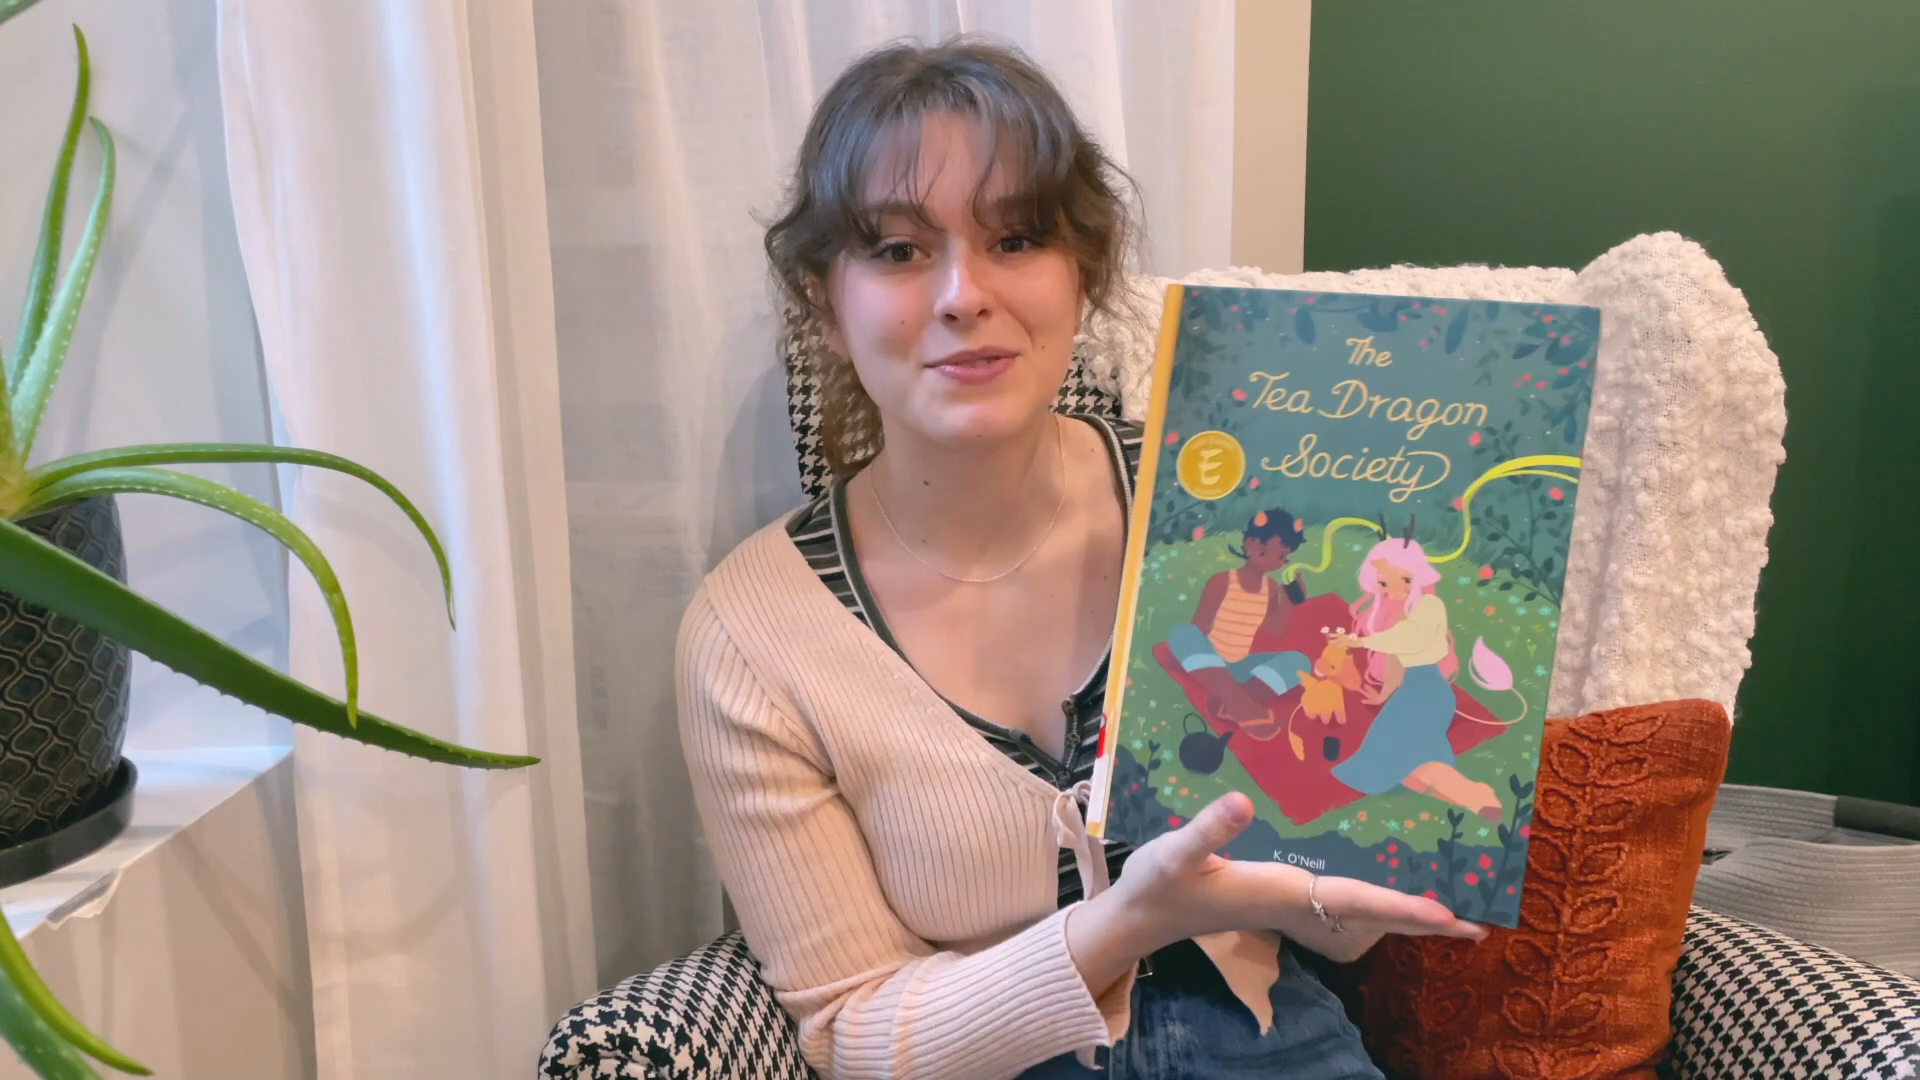 The
Tea Dragon
Society
E
K. O'Neill